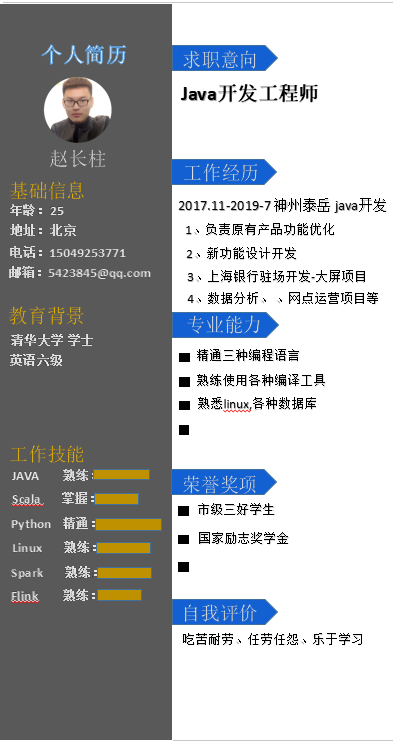 个人简历
赵长柱
基础信息
年龄：25
地址：北京
电话：15049253771
邮箱：5423845@qq.com
教育背景
清华大学 学士
英语六级
工作技能
JAVA 熟练：
Scala 掌握：
Python 精通：
Linux 熟练：
Spark 熟练：
Flink 熟练：
求职意向
Java开发工程师
工作经历
2017.11-2019-7 神州泰岳 java开发
1、负责原有产品功能优化
2、新功能设计开发
3、上海银行驻场开发-大屏项目
4、数据分析、、网点运营项目等
专业能力
精通三种编程语言
熟练使用各种编译工具
熟悉linux,各种数据库
荣誉奖项
市级三好学生
国家励志奖学金
自我评价
吃苦耐劳、任劳任怨、乐于学习